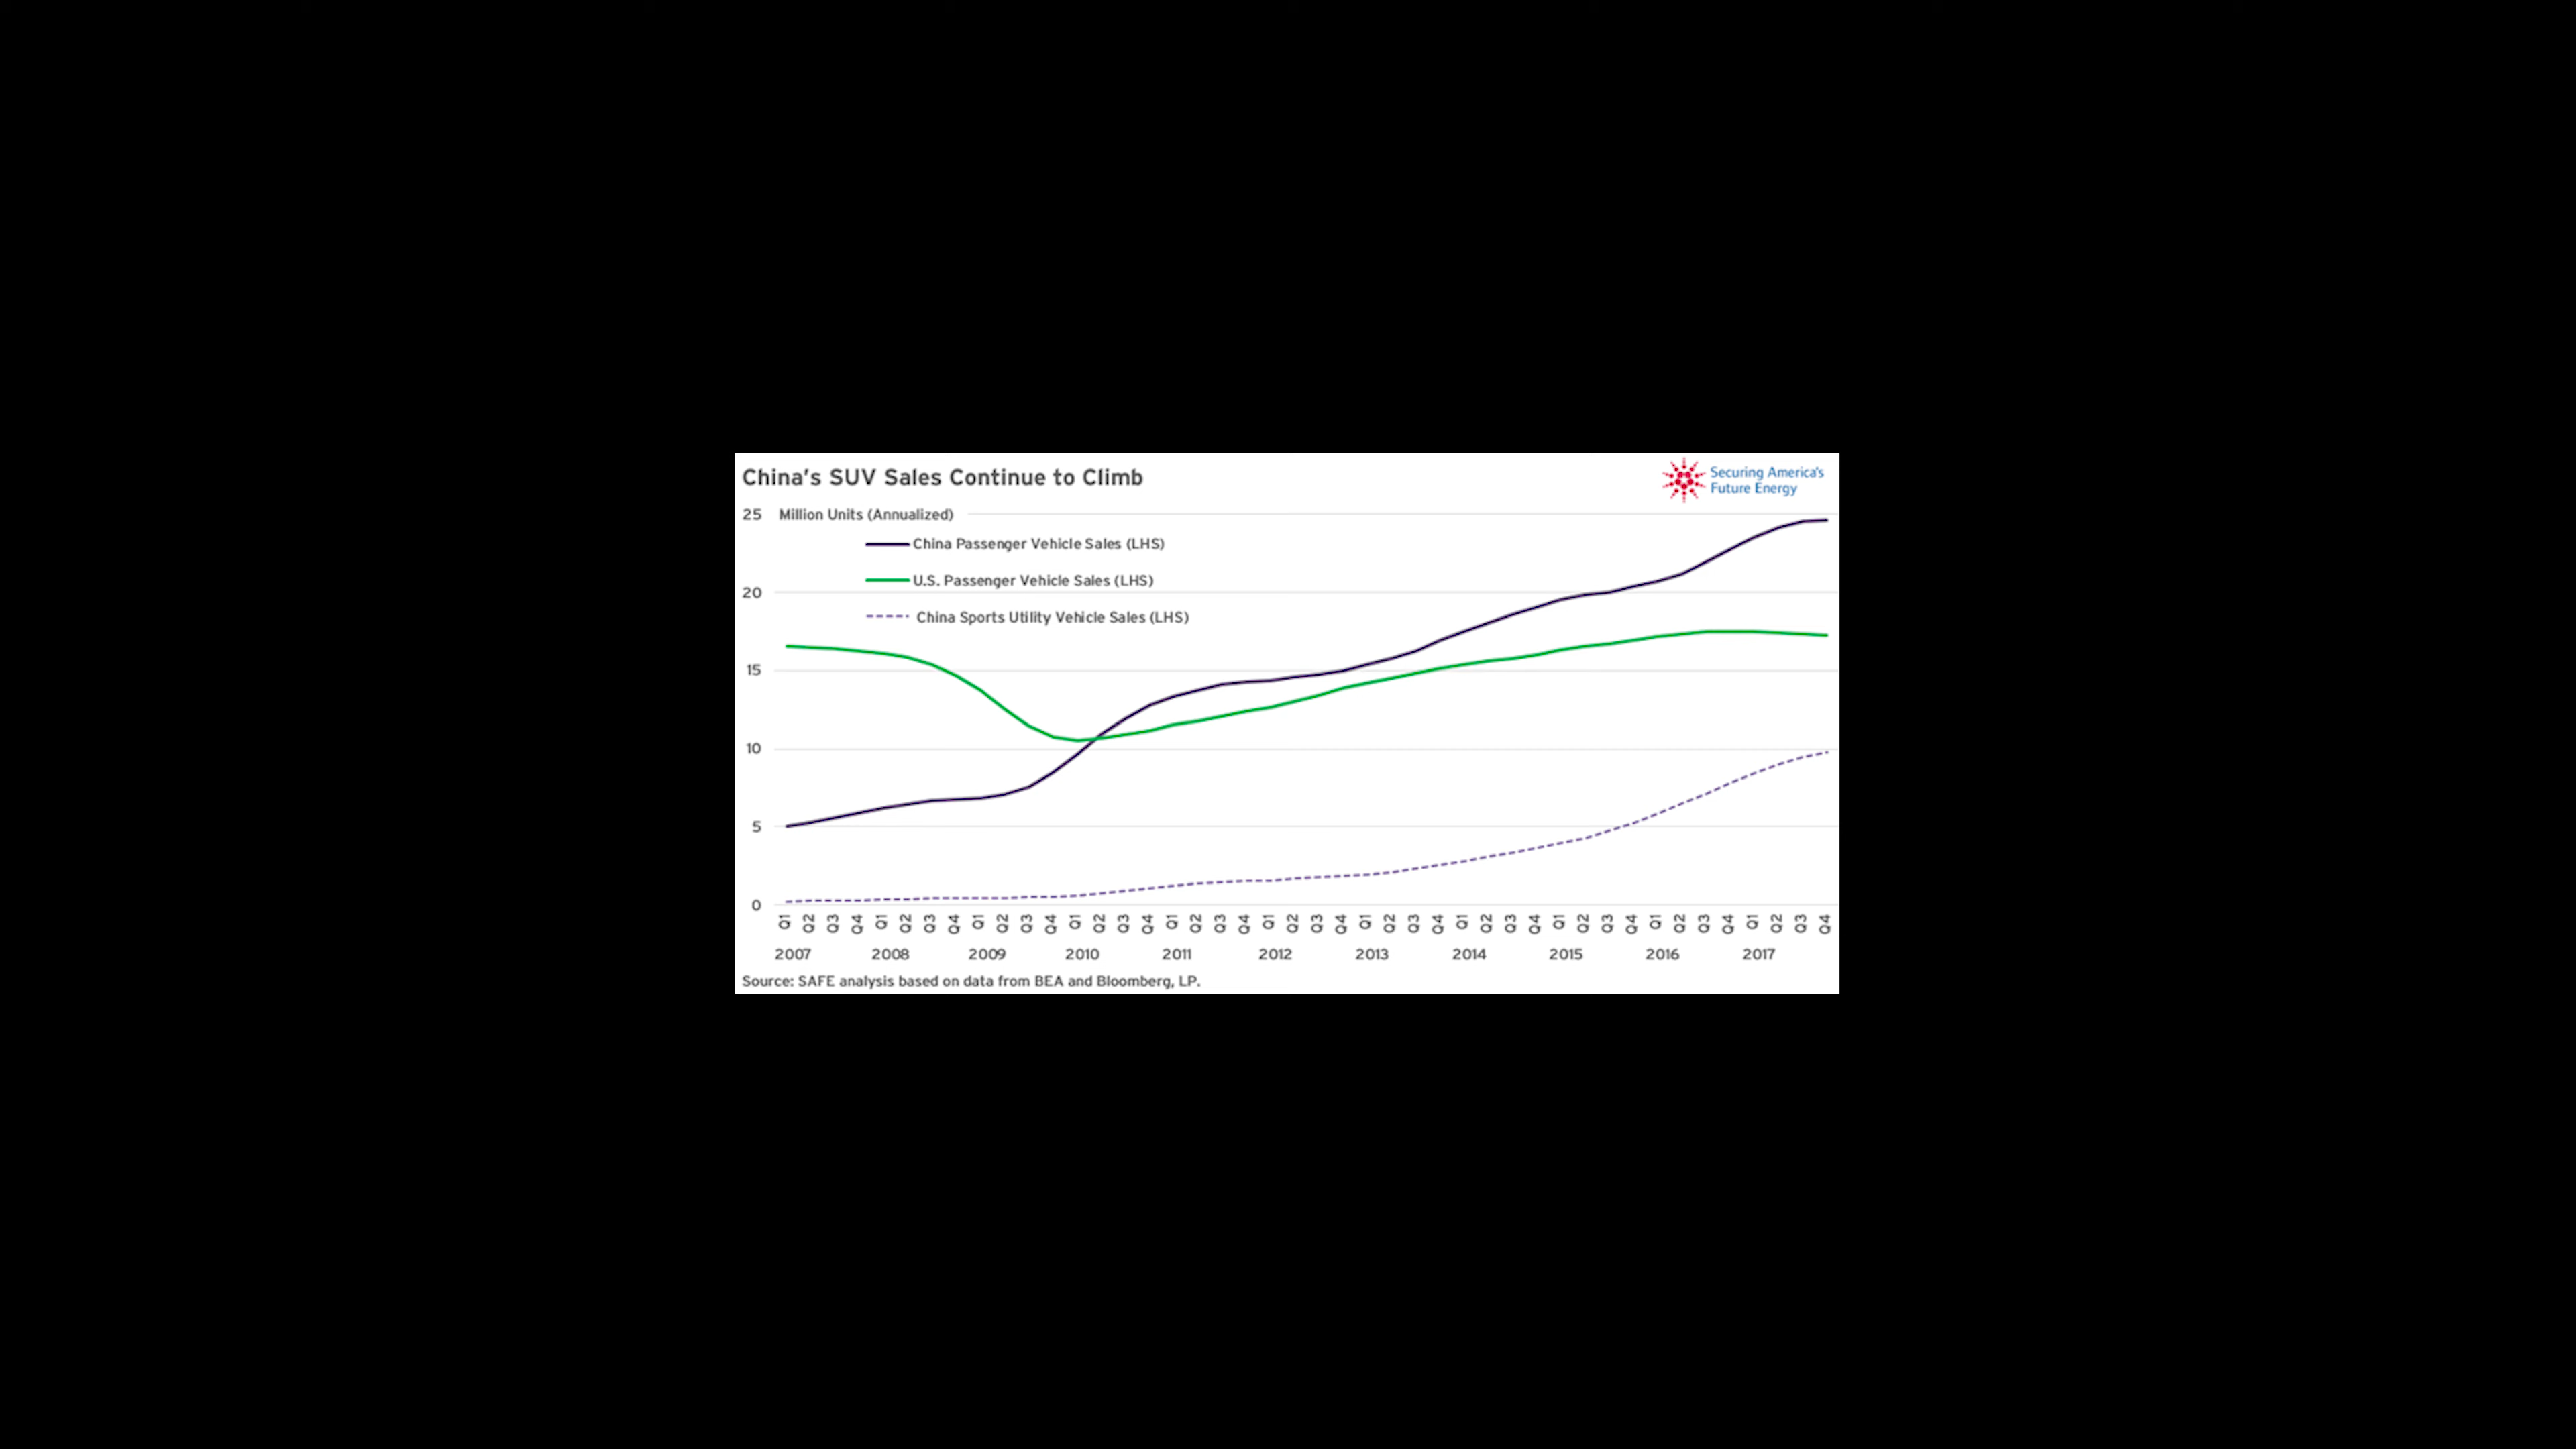 China's SUV Sales Continue to Climb
Securing America's
Future Energy
25 Million Units (Annualized)
China Passenger Vehicle Sales (LHS)
U.S. Passenger Vehicle Sales (LHS)
20
China Sports Utility Vehicle Sales (LHS)
15
10
5
0
Q1 Q2 Q3 Q4 Q1 Q2 Q3 Q4 Q1 Q2 Q3 Q4 Q1 Q2 Q3 Q4 Q1 Q2 Q3 Q4 Q1 Q2 Q3 Q4 Q1 Q2 Q3 Q4 Q1 Q2 Q3 Q4 Q1 Q2 Q3 Q4 Q1 Q2 Q3 Q4 Q1 Q2 Q3 Q4
2007 2008 2009 2010 2011 2012 2013 2014 2015 2016 2017
Source: SAFE analysis based on data from BEA and Bloomberg, LP.